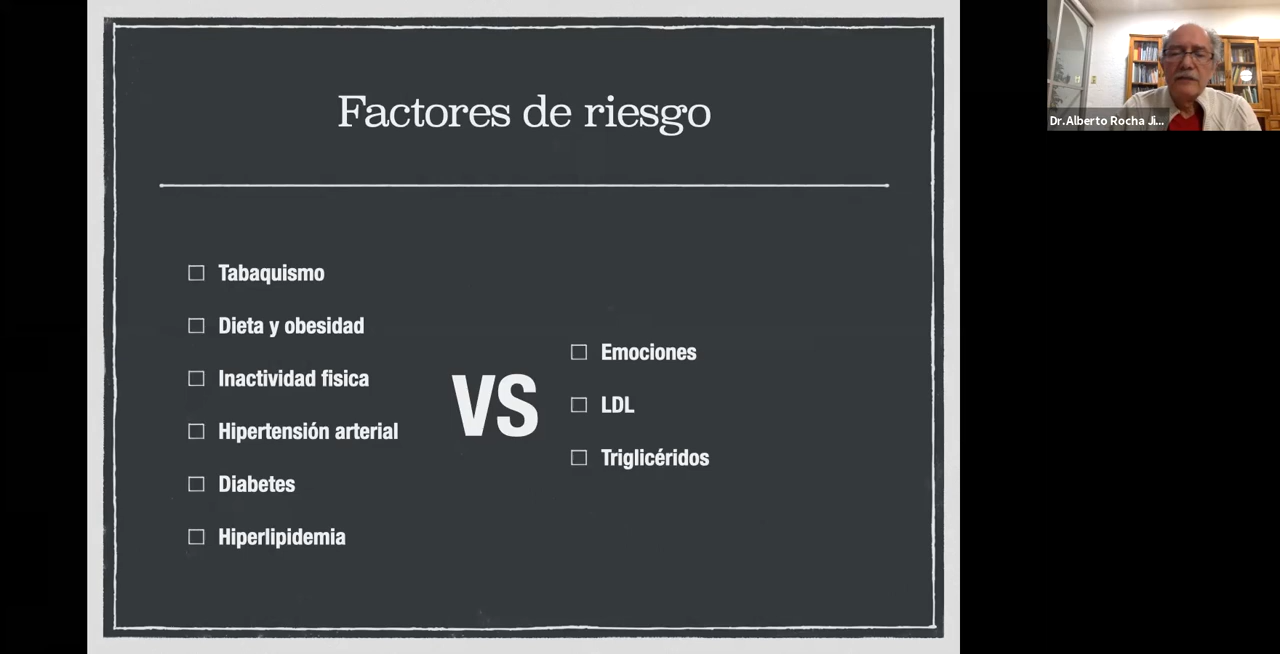 Factores de riesgo
Tabaquismo
Dieta y obesidad
Inactividad fisica
Hipertensión arterial
Diabetes
Hiperlipidemia
VS
Emociones
LDL
Triglicéridos
Dr.Alberto Rocha Ji...